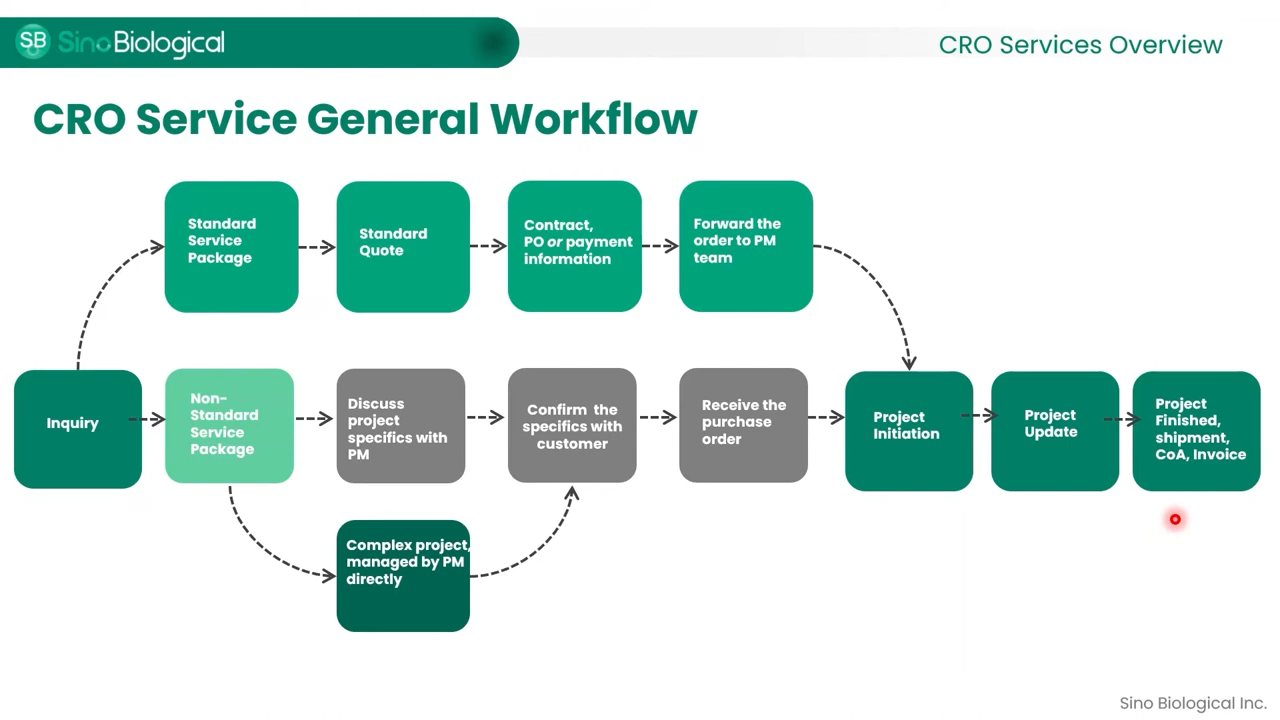 SB SinoBiological
CRO Services Overview
CRO Service General Workflow
Standard
Service
Package
Standard
Quote
Contract,
PO or payment
information
Forward the
order to PM
team
Inquiry
Non-
Standard
Service
Package
Discuss
project
specifics with
PM
Confirm the
specifics with
customer
Receive the
purchase
order
Project
Initiation
Project
Update
Project
Finished,
shipment,
CoA, Invoice
Complex project,
managed by PM
directly
Sino Biological Inc.